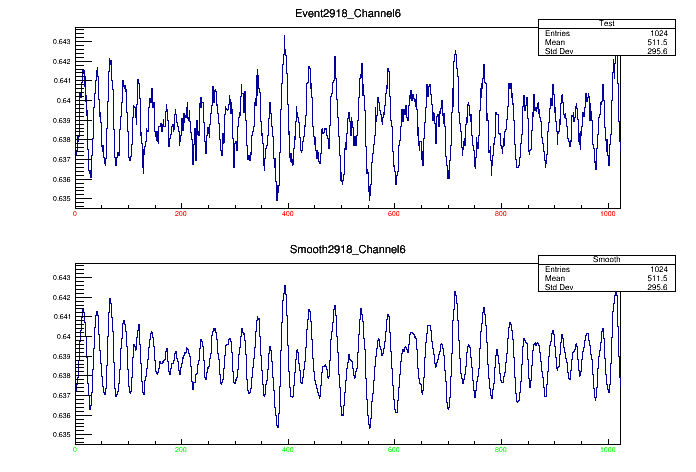 Event2918_Channel6
Test
Entries 1024
Mean 511.5
Std Dev 295.6
0.643
0.642
0.641
0.64
0.639
0.638
0.637
0.636
0.635
0 200 400 600 800 1000
Smooth2918_Channel6
Smooth
Entries 1024
Mean 511.5
Std Dev 295.6
0.643
0.642
0.641
0.64
0.639
0.638
0.637
0.636
0.635
0 200 400 600 800 1000